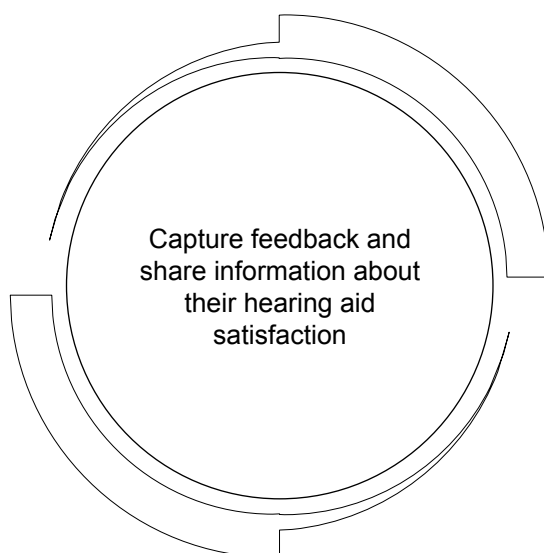 Capture feedback and
share information about
their hearing aid
satisfaction